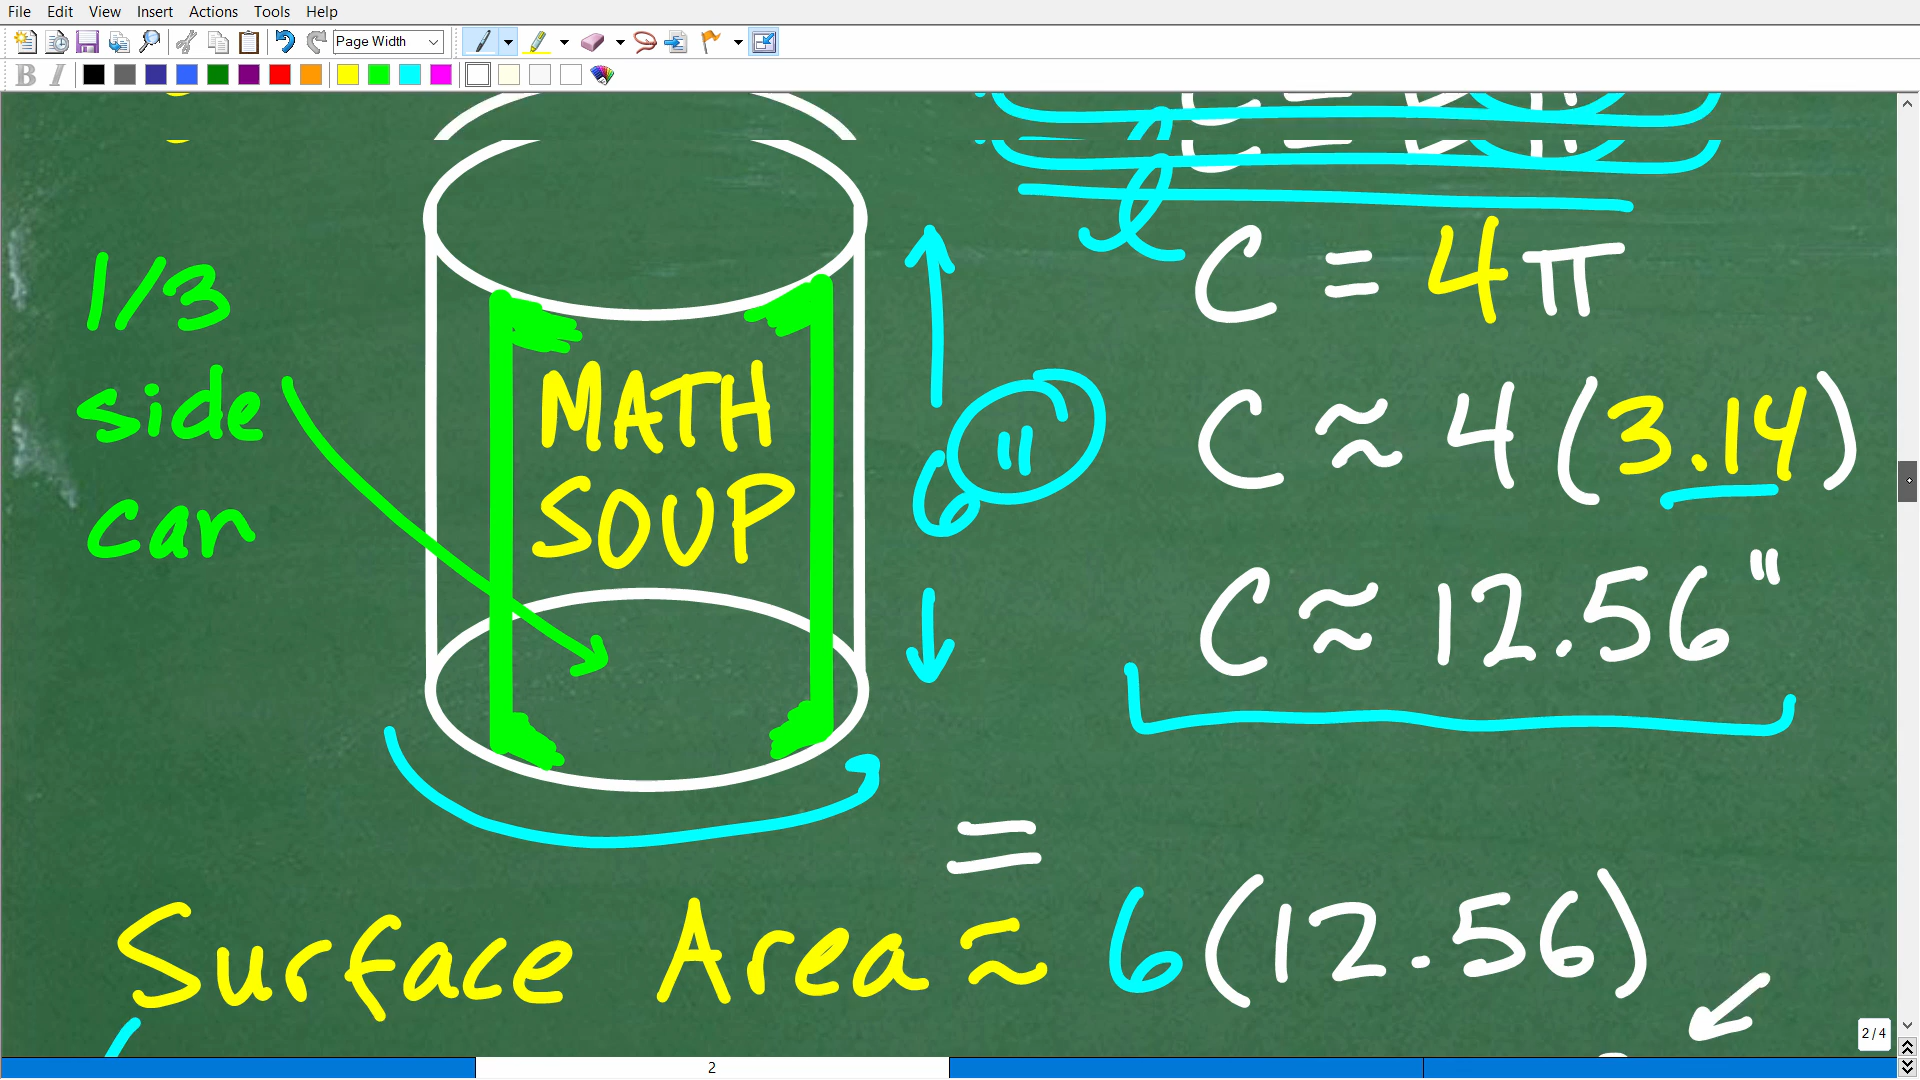 File Edit View Insert Actions Tools Help
Page Width
B I
1/3
side
can
MATH
SOUP
6"
C = 4π
C ≈ 4(3.14)
C ≈ 12.56"
=
Surface Area ≈ 6(12.56)
2 / 4
2